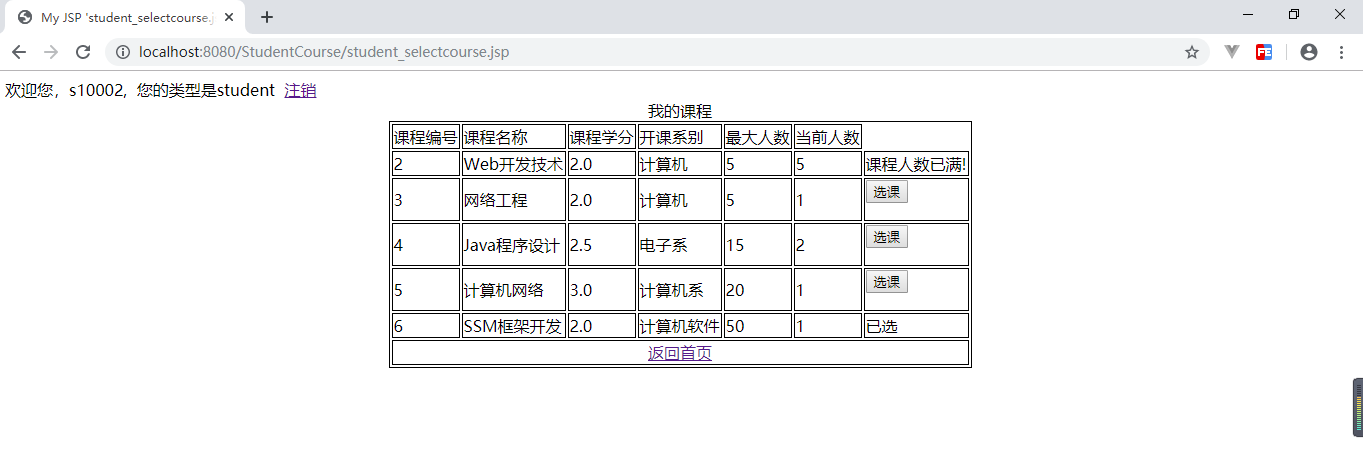 My JSP 'student_selectcourse.j
localhost:8080/StudentCourse/student_selectcourse.jsp
欢迎您，s10002，您的类型是student 注销
我的课程
课程编号 课程名称 课程学分 开课系别 最大人数 当前人数
2 Web开发技术 2.0 计算机 5 5 课程人数已满!
3 网络工程 2.0 计算机 5 1 选课
4 Java程序设计 2.5 电子系 15 2 选课
5 计算机网络 3.0 计算机系 20 1 选课
6 SSM框架开发 2.0 计算机软件 50 1 已选
返回首页